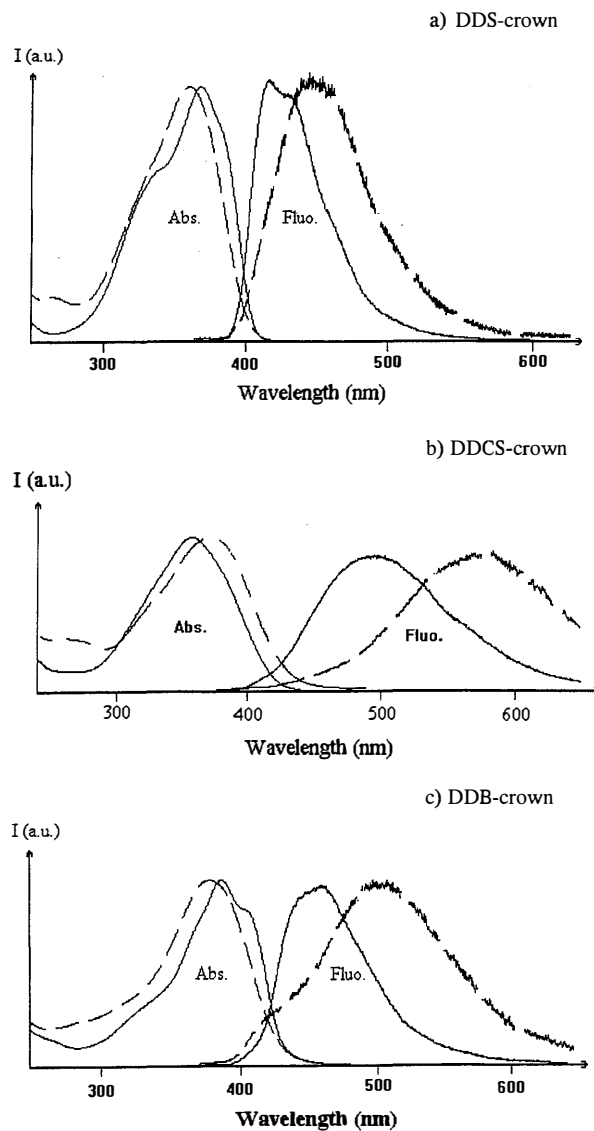 a) DDS-crown
I (a.u.)
Abs.
Fluo.
300
400
500
600
Wavelength (nm)
b) DDCS-crown
I (a.u.)
Abs.
Fluo.
300
400
500
600
Wavelength (nm)
c) DDB-crown
I (a.u.)
Abs.
Fluo.
300
400
500
600
Wavelength (nm)